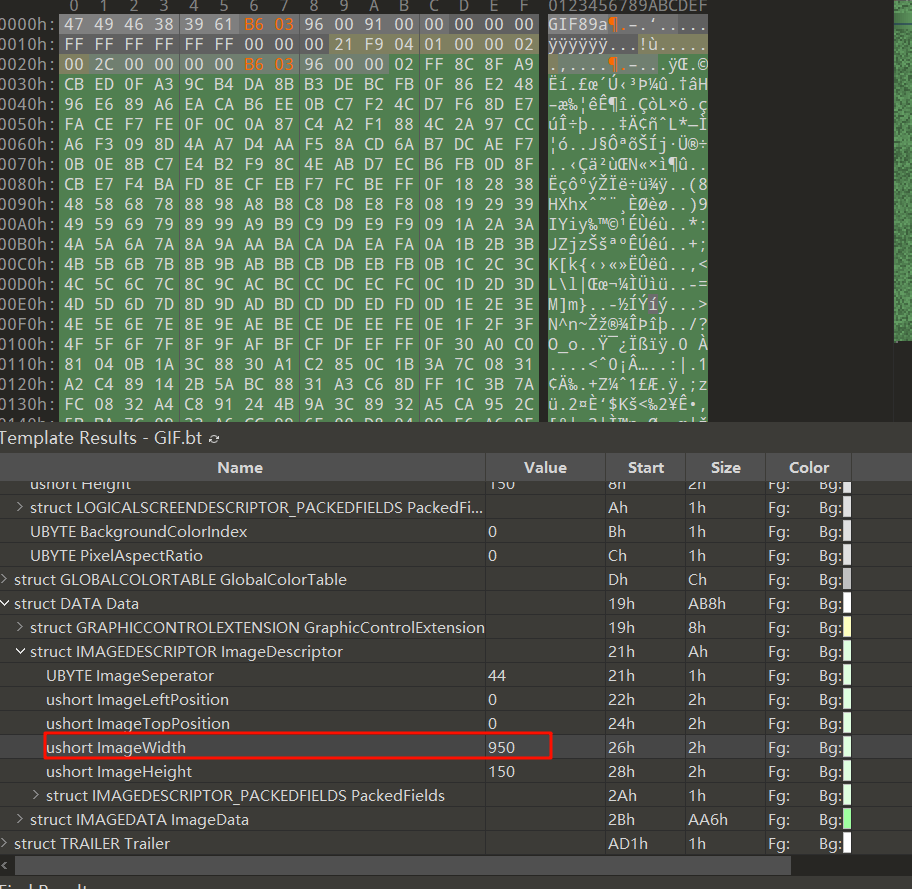 0 1 2 3 4 5 6 7 8 9 A B C D E F 0123456789ABCDEF
0000h: 47 49 46 38 39 61 B6 03 96 00 91 00 00 00 00 00 GIF89a¶.–.‘.....
0010h: FF FF FF FF FF FF 00 00 00 21 F9 04 01 00 00 02 ÿÿÿÿÿÿ...!ù.....
0020h: 00 2C 00 00 00 00 B6 03 96 00 00 02 FF 8C 8F A9 .,....¶.–...ÿŒ.©
0030h: CB ED 0F A3 9C B4 DA 8B B3 DE BC FB 0F 86 E2 48 Ëí.£œ´Ú‹³Þ¼û.†âH
0040h: 96 E6 89 A6 EA CA B6 EE 0B C7 F2 4C D7 F6 8D E7 –æ‰¦êÊ¶î.ÇòL×ö.ç
0050h: FA CE F7 FE 0F 0C 0A 87 C4 A2 F1 88 4C 2A 97 CC úÎ÷þ...‡Ä¢ñˆL*—Ì
0060h: A6 F3 09 8D 4A A7 D4 AA F5 8A CD 6A B7 DC AE F7 ¦ó..J§ÔªõŠÍj·Ü®÷
0070h: 0B 0E 8B C7 E4 B2 F9 8C 4E AB D7 EC B6 FB 0D 8F ..‹Çä²ùŒN«×ì¶û..
0080h: CB E7 F4 BA FD 8E CF EB F7 FC BE FF 0F 18 28 38 ËçôºýŽÏë÷ü¾ÿ..(8
0090h: 48 58 68 78 88 98 A8 B8 C8 D8 E8 F8 08 19 29 39 HXhxˆ˜¨¸ÈØèø..)9
00A0h: 49 59 69 79 89 99 A9 B9 C9 D9 E9 F9 09 1A 2A 3A IYiy‰™©¹ÉÙéù..*:
00B0h: 4A 5A 6A 7A 8A 9A AA BA CA DA EA FA 0A 1B 2B 3B JZjzŠšªºÊÚêú..+;
00C0h: 4B 5B 6B 7B 8B 9B AB BB CB DB EB FB 0B 1C 2C 3C K[k{‹›«»ËÛëû..,<
00D0h: 4C 5C 6C 7C 8C 9C AC BC CC DC EC FC 0C 1D 2D 3D L\l|Œœ¬¼ÌÜìü..-=
00E0h: 4D 5D 6D 7D 8D 9D AD BD CD DD ED FD 0D 1E 2E 3E M]m}..-½ÍÝíý...>
00F0h: 4E 5E 6E 7E 8E 9E AE BE CE DE EE FE 0E 1F 2F 3F N^n~Žž®¾ÎÞîþ../?
0100h: 4F 5F 6F 7F 8F 9F AF BF CF DF EF FF 0F 30 A0 C0 O_o..Ÿ¯¿Ïßïÿ.0 À
0110h: 81 04 0B 1A 3C 88 30 A1 C2 85 0C 1B 3A 7C 08 31 ....<ˆ0¡Â…..:|.1
0120h: A2 C4 89 14 2B 5A BC 88 31 A3 C6 8D FF 1C 3B 7A ¢Ä‰.+Z¼ˆ1£Æ.ÿ.;z
0130h: FC 08 32 A4 C8 91 24 4B 9A 3C 89 32 A5 CA 95 2C ü.2¤È‘$Kš<‰2¥Ê•,
Template Results - GIF.bt
Name Value Start Size Color
ushort Height 150 8h 2h Fg: Bg:
struct LOGICALSCREENDESCRIPTOR_PACKEDFIELDS PackedFi... Ah 1h Fg: Bg:
UBYTE BackgroundColorIndex 0 Bh 1h Fg: Bg:
UBYTE PixelAspectRatio 0 Ch 1h Fg: Bg:
struct GLOBALCOLORTABLE GlobalColorTable Dh Ch Fg: Bg:
struct DATA Data 19h AB8h Fg: Bg:
struct GRAPHICCONTROLEXTENSION GraphicControlExtension 19h 8h Fg: Bg:
struct IMAGEDESCRIPTOR ImageDescriptor 21h Ah Fg: Bg:
UBYTE ImageSeperator 44 21h 1h Fg: Bg:
ushort ImageLeftPosition 0 22h 2h Fg: Bg:
ushort ImageTopPosition 0 24h 2h Fg: Bg:
ushort ImageWidth 950 26h 2h Fg: Bg:
ushort ImageHeight 150 28h 2h Fg: Bg:
struct IMAGEDESCRIPTOR_PACKEDFIELDS PackedFields 2Ah 1h Fg: Bg:
struct IMAGEDATA ImageData 2Bh AA6h Fg: Bg:
struct TRAILER Trailer AD1h 1h Fg: Bg: